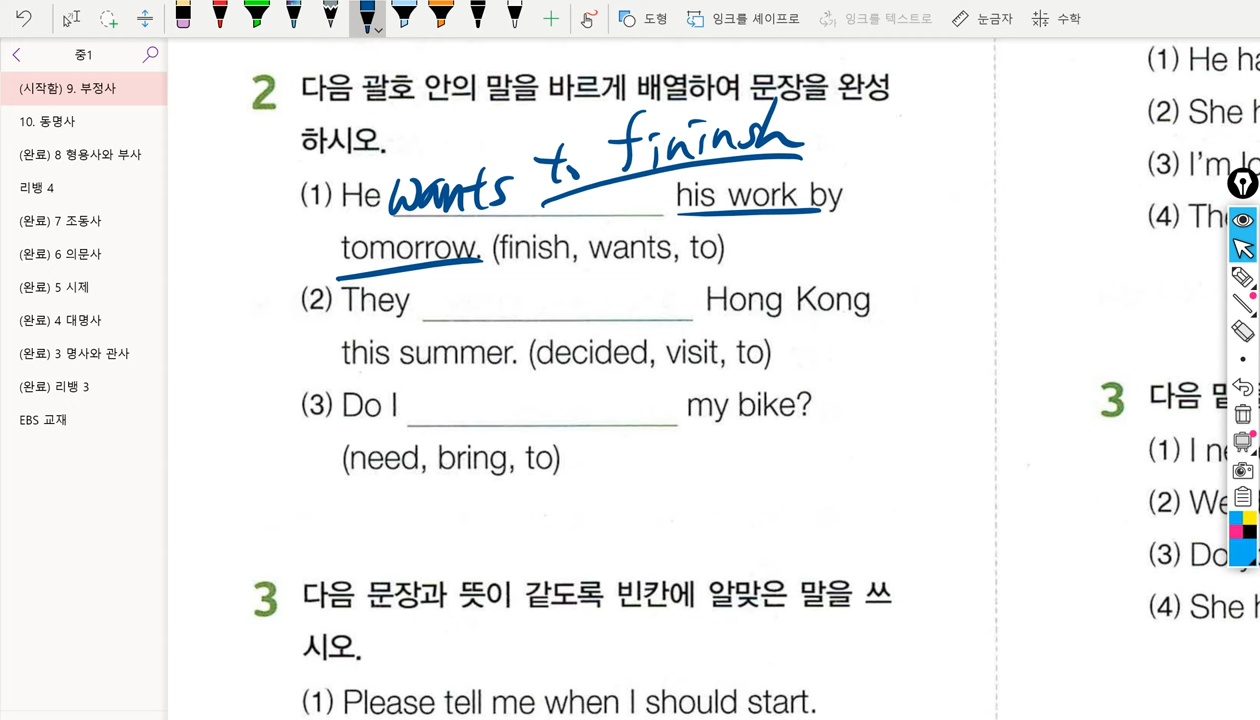 도형
잉크를 셰이프로
잉크를 텍스트로
눈금자
수학
중1
(시작함) 9. 부정사
10. 동명사
(완료) 8 형용사와 부사
리뱅 4
(완료) 7 조동사
(완료) 6 의문사
(완료) 5 시제
(완료) 4 대명사
(완료) 3 명사와 관사
(완료) 리뱅 3
EBS 교재
2 다음 괄호 안의 말을 바르게 배열하여 문장을 완성
하시오.
(1) He wants to fininsh his work by
tomorrow. (finish, wants, to)
(2) They Hong Kong
this summer. (decided, visit, to)
(3) Do I my bike?
(need, bring, to)
3 다음 문장과 뜻이 같도록 빈칸에 알맞은 말을 쓰
시오.
(1) Please tell me when I should start.
(1) He
(2) She
(3) I'm
(4)
3 다음
(1) I
(2) We
(3) Do
(4) She